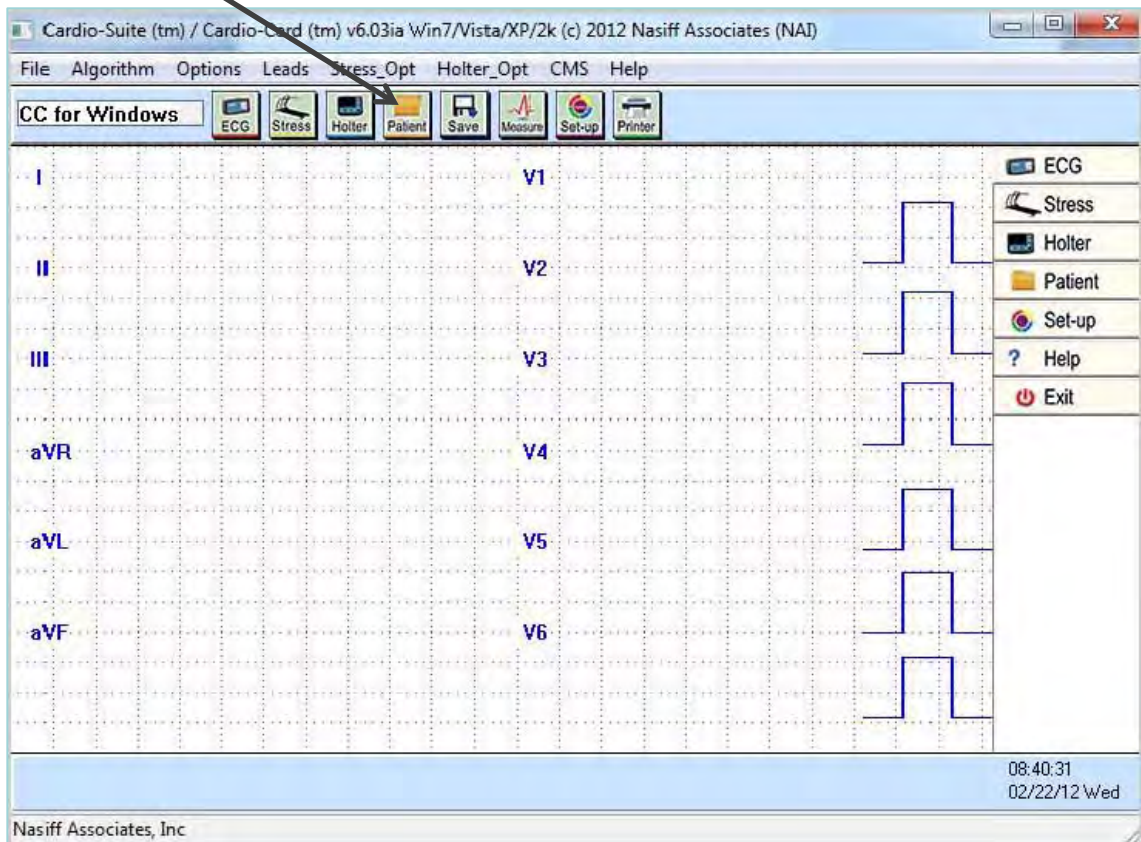 Cardio-Suite (tm) / Cardio-Card (tm) v6.03ia Win7/Vista/XP/2k (c) 2012 Nasiff Associates (NAI)
File Algorithm Options Leads Stress_Opt Holter_Opt CMS Help
CC for Windows ECG Stress Holter Patient Save Measure Set-up Printer
I V1
II V2
III V3
aVR V4
aVL V5
aVF V6
ECG
Stress
Holter
Patient
Set-up
? Help
Exit
08:40:31
02/22/12 Wed
Nasiff Associates, Inc